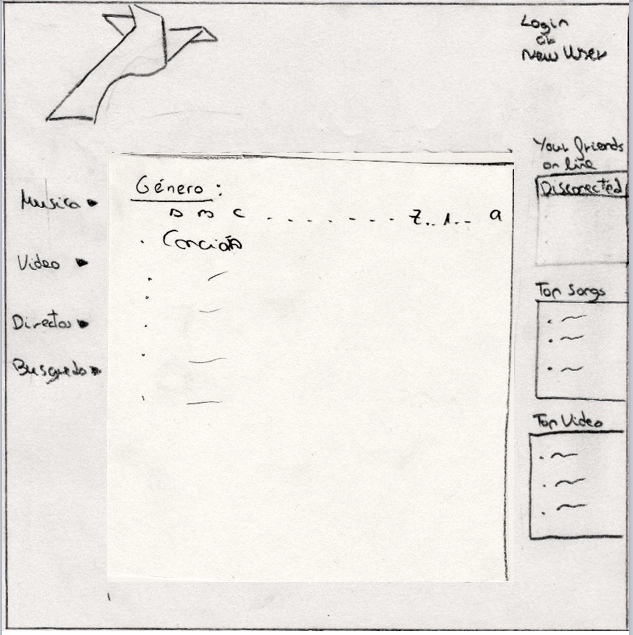 Login
or
New User
Your friends
on line
Disconected
Musica
Video
Directos
Busqueda
Género:
A B C . . . . . . . . Z..1... 9
Canción
Top Songs
Top Video